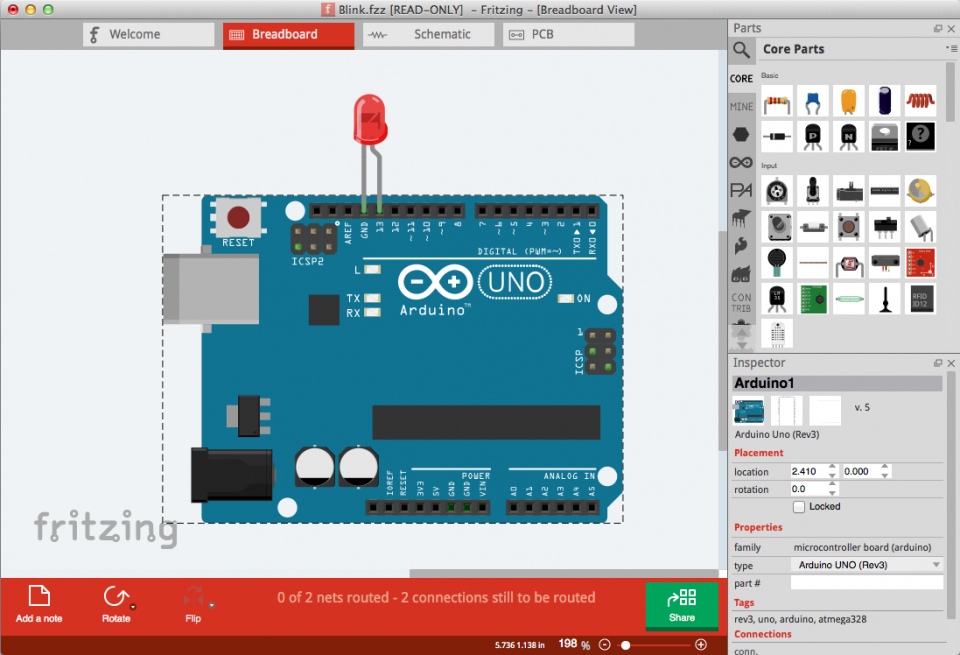 Blink.fzz [READ-ONLY] - Fritzing - [Breadboard View]
Welcome
Breadboard
Schematic
PCB
RESET
ICSP2
AREF
GND
13
12
~11
~10
~9
8
7
~6
~5
4
~3
2
TXO▸1
RXO◂0
DIGITAL (PWM=~)
L
TX
RX
UNO
Arduino™
ON
1
ICSP
IOREF
RESET
3V3
5V
GND
GND
VIN
POWER
ANALOG IN
A0
A1
A2
A3
A4
A5
fritzing
Add a note
Rotate
Flip
0 of 2 nets routed - 2 connections still to be routed
Share
5.736 1.138 in
198 %
Parts
Core Parts
CORE
MINE
PA
CON
TRIB
Basic
P
N
?
Input
RFID
ID12
Inspector
Arduino1
v. 5
Arduino Uno (Rev3)
Placement
location 2.410 0.000
rotation 0.0
Locked
Properties
family microcontroller board (arduino)
type Arduino UNO (Rev3)
part #
Tags
rev3, uno, arduino, atmega328
Connections
conn.